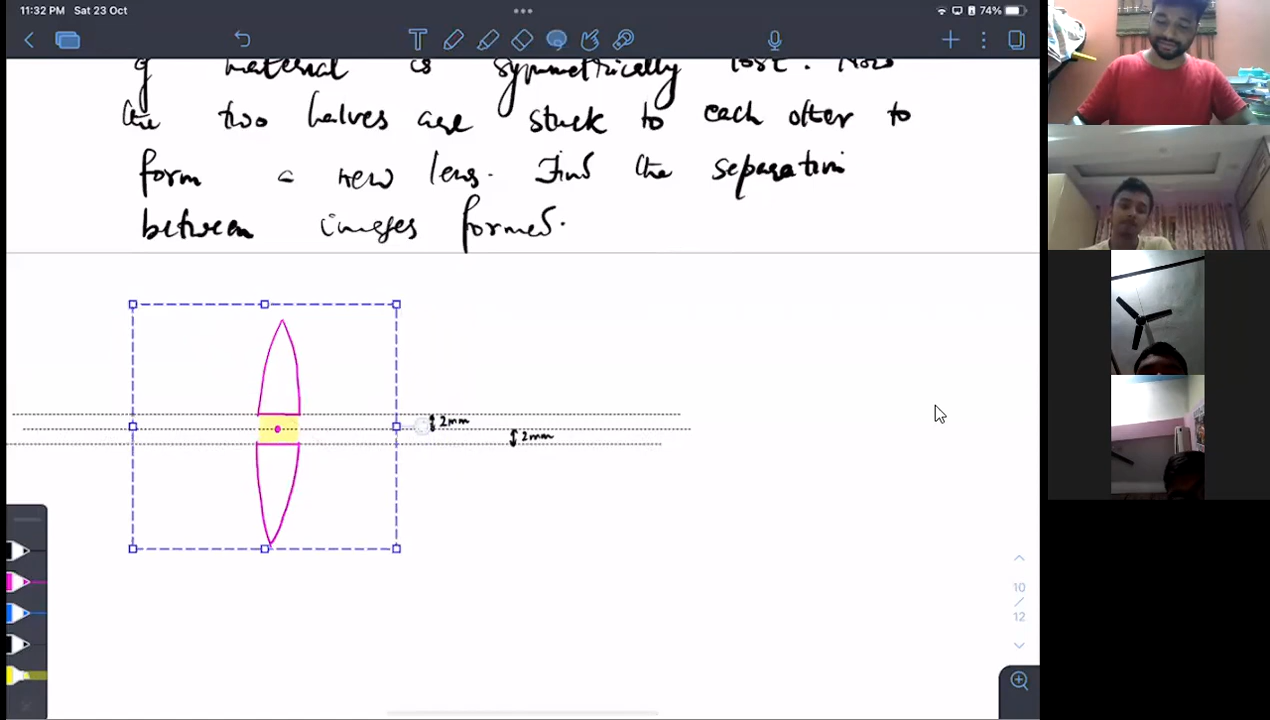 11:32 PM Sat 23 Oct
74%
g material is symmetrically lost. Now
the two halves are stuck to each other to
form a new lens. Find the separation
between images formed.
2mm
2mm
10
/
12